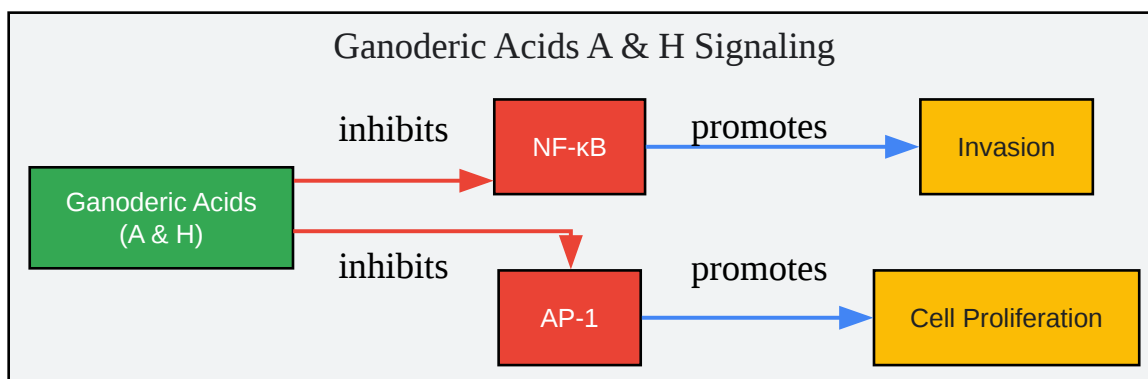 Ganoderic Acids A & H Signaling
inhibits
NF-κB
promotes
Invasion
Ganoderic Acids
(A & H)
inhibits
AP-1
promotes
Cell Proliferation